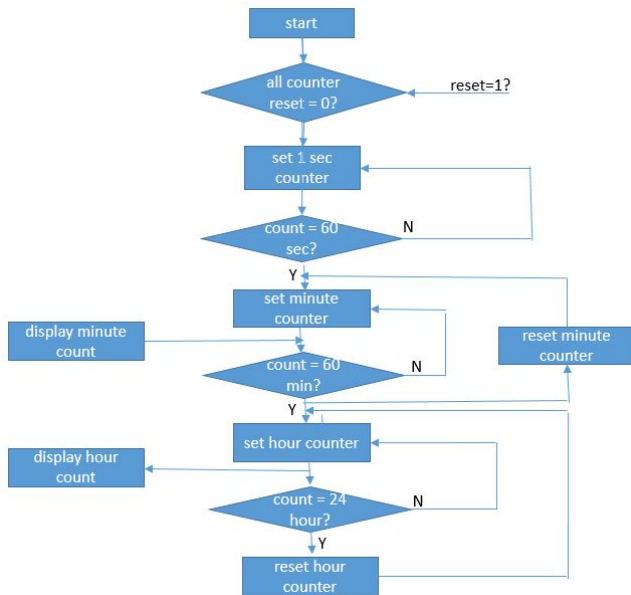 start
all counter
reset = 0?
reset=1?
set 1 sec
counter
count = 60
sec?
N
Y
set minute
counter
display minute
count
reset minute
counter
count = 60
min?
N
Y
set hour counter
display hour
count
count = 24
hour?
N
Y
reset hour
counter